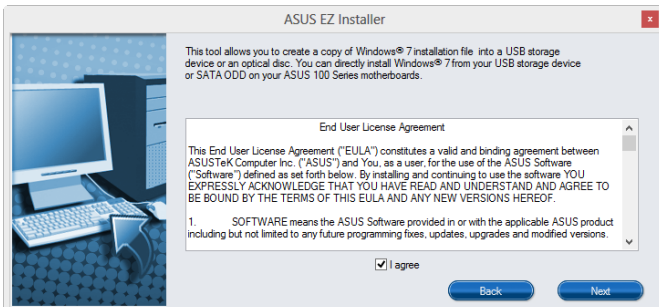 ASUS EZ Installer
x
This tool allows you to create a copy of Windows® 7 installation file into a USB storage
device or an optical disc. You can directly install Windows® 7 from your USB storage device
or SATA ODD on your ASUS 100 Series motherboards.
End User License Agreement
This End User License Agreement ("EULA") constitutes a valid and binding agreement between
ASUSTeK Computer Inc. ("ASUS") and You, as a user, for the use of the ASUS Software
("Software") defined as set forth below. By installing and continuing to use the software YOU
EXPRESSLY ACKNOWLEDGE THAT YOU HAVE READ AND UNDERSTAND AND AGREE TO
BE BOUND BY THE TERMS OF THIS EULA AND ANY NEW VERSIONS HEREOF.
1. SOFTWARE means the ASUS Software provided in or with the applicable ASUS product
including but not limited to any future programming fixes, updates, upgrades and modified versions.
I agree
Back Next